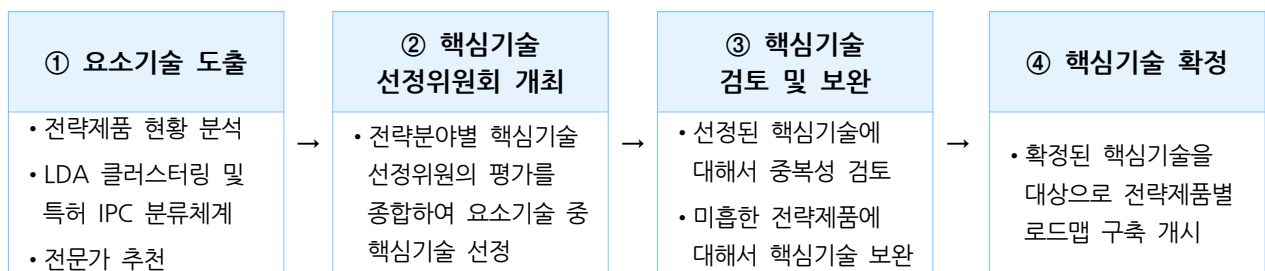 ① 요소기술 도출
• 전략제품 현황 분석
• LDA 클러스터링 및
특허 IPC 분류체계
• 전문가 추천
→
② 핵심기술
선정위원회 개최
• 전략분야별 핵심기술
선정위원의 평가를
종합하여 요소기술 중
핵심기술 선정
→
③ 핵심기술
검토 및 보완
• 선정된 핵심기술에
대해서 중복성 검토
• 미흡한 전략제품에
대해서 핵심기술 보완
→
④ 핵심기술 확정
• 확정된 핵심기술을
대상으로 전략제품별
로드맵 구축 개시